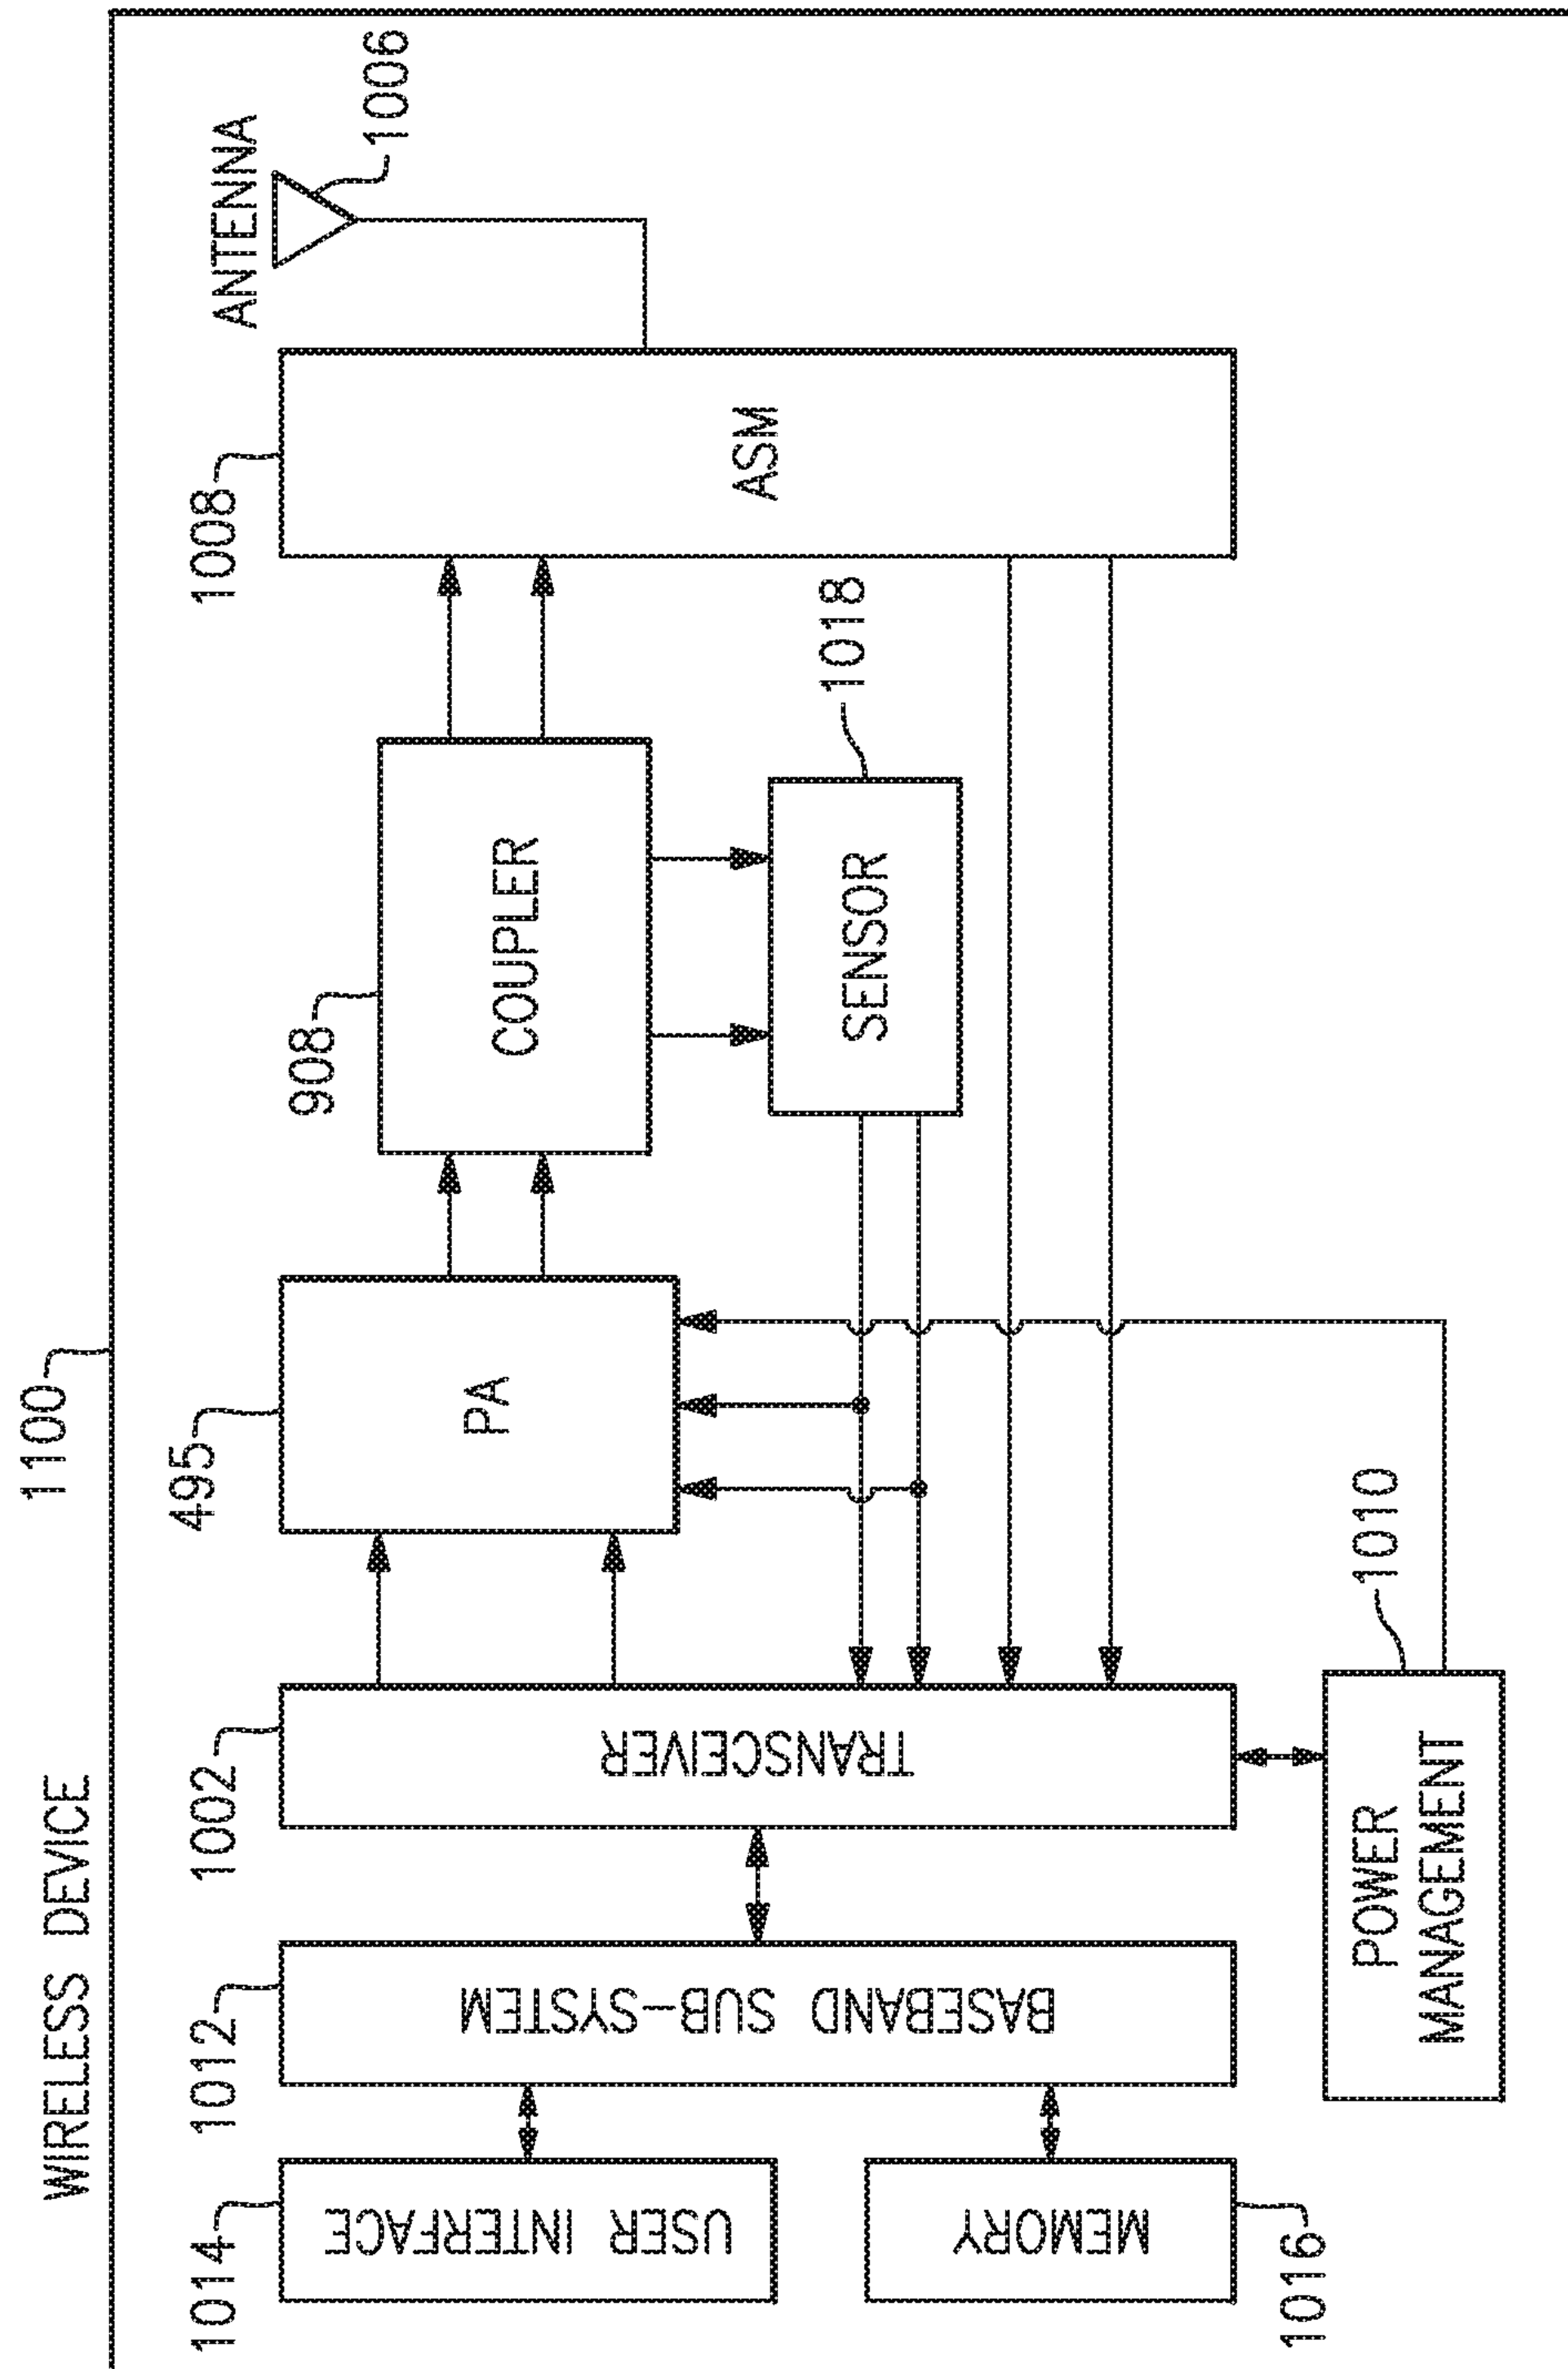 WIRELESS DEVICE
1100
ANTENNA
1006
1014
1012
1002
495
908
1008
USER INTERFACE
BASEBAND SUB-SYSTEM
TRANSCEIVER
PA
COUPLER
ASM
MEMORY
SENSOR
1018
1016
POWER
MANAGEMENT
1010